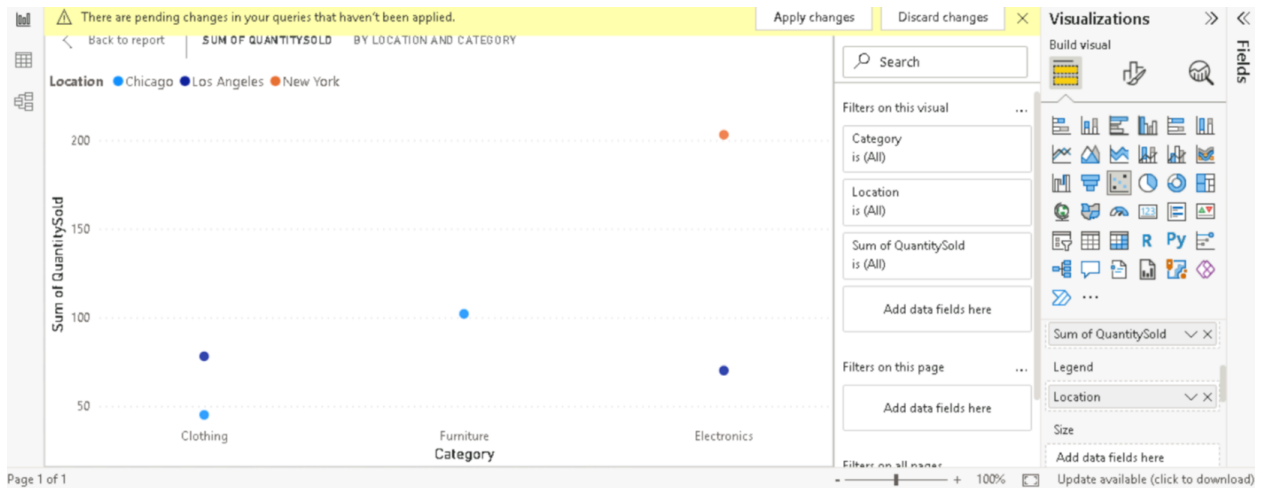 There are pending changes in your queries that haven't been applied.
Apply changes
Discard changes
Back to report
SUM OF QUANTITYSOLD
BY LOCATION AND CATEGORY
Location Chicago Los Angeles New York
200
150
100
50
Sum of QuantitySold
Clothing
Furniture
Electronics
Category
Search
Filters on this visual
...
Category
is (All)
Location
is (All)
Sum of QuantitySold
is (All)
Add data fields here
Filters on this page
...
Add data fields here
Filters on all pages
Visualizations
Build visual
123
R
Py
...
Sum of QuantitySold
Legend
Location
Size
Add data fields here
Fields
Page 1 of 1
- + 100%
Update available (click to download)